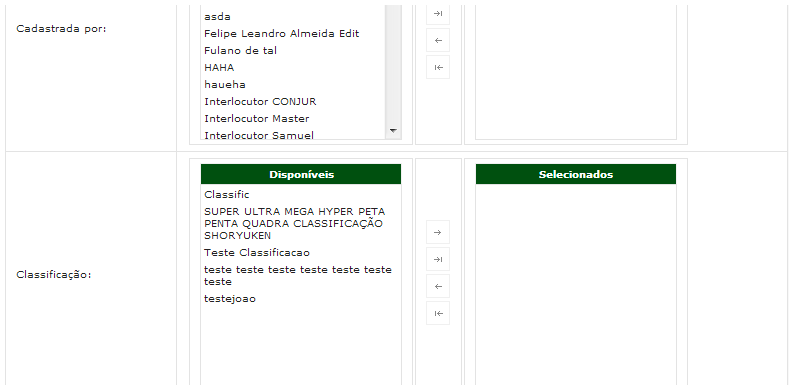 asda
Cadastrada por:
Felipe Leandro Almeida Edit
Fulano de tal
HAHA
haueha
Interlocutor CONJUR
Interlocutor Master
Interlocutor Samuel
Disponíveis
Selecionados
Classific
SUPER ULTRA MEGA HYPER PETA
PENTA QUADRA CLASSIFICAÇÃO
SHORYUKEN
Teste Classificacao
Classificação:
teste teste teste teste teste teste
teste
testejoao